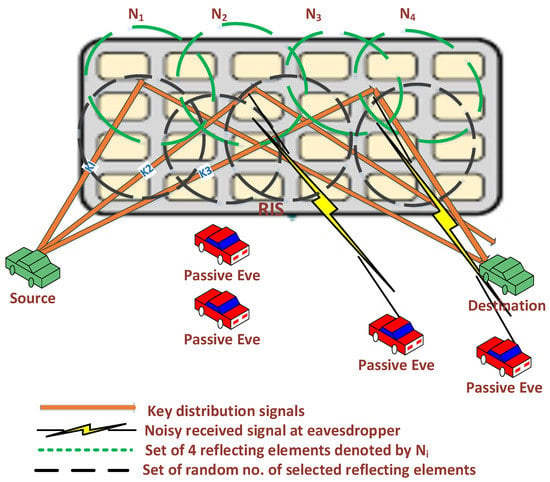 N1 N2 N3 N4
K1
K2
K3
RIS
Source
Passive Eve
Destination
Passive Eve
Passive Eve
Passive Eve
Key distribution signals
Noisy received signal at eavesdropper
Set of 4 reflecting elements denoted by Ni
Set of random no. of selected reflecting elements